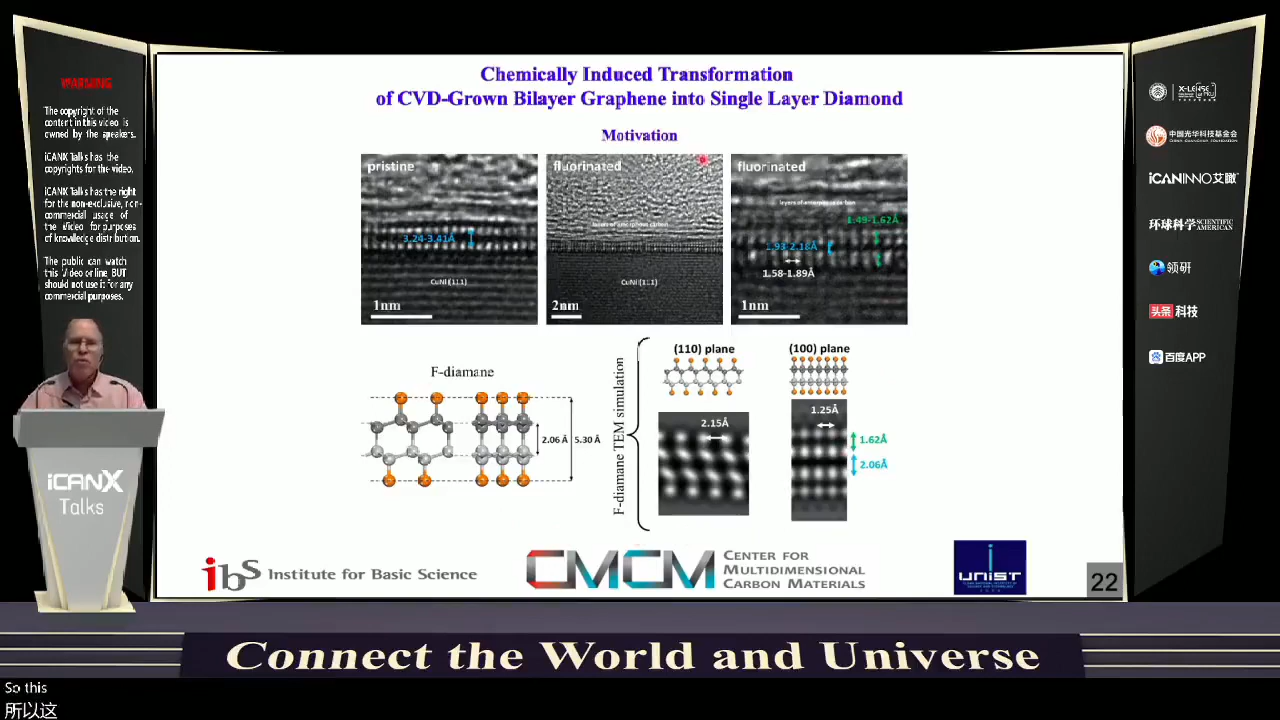 WARNING
The copyright of the
content in this video is
owned by the speakers.
iCANX Talks has the
copyrights for the video.
iCANX Talks has the right
for the non-exclusive, non-
commercial usage of
the Video for purposes
of knowledge distribution.
The public can watch
this Video online, BUT
should not use it for any
commercial purposes.
iCANX
Talks
Chemically Induced Transformation
of CVD-Grown Bilayer Graphene into Single Layer Diamond
Motivation
pristine
3.24-3.41Å
CuNi(111)
1nm
fluorinated
layers of amorphous carbon
CuNi(111)
2nm
fluorinated
layers of amorphous carbon
1.49-1.62Å
1.93-2.18Å
1.58-1.89Å
1nm
F-diamane
2.06 Å
5.30 Å
F-diamane TEM simulation
(110) plane
2.15Å
(100) plane
1.25Å
1.62Å
2.06Å
ibS Institute for Basic Science
CMCM
CENTER FOR
MULTIDIMENSIONAL
CARBON MATERIALS
UNIST
22
中国光华科技基金会
iCANINNO艾瞰
环球科学 SCIENTIFIC AMERICAN
领研
头条 科技
百度APP
Connect the World and Universe
So this
所以这